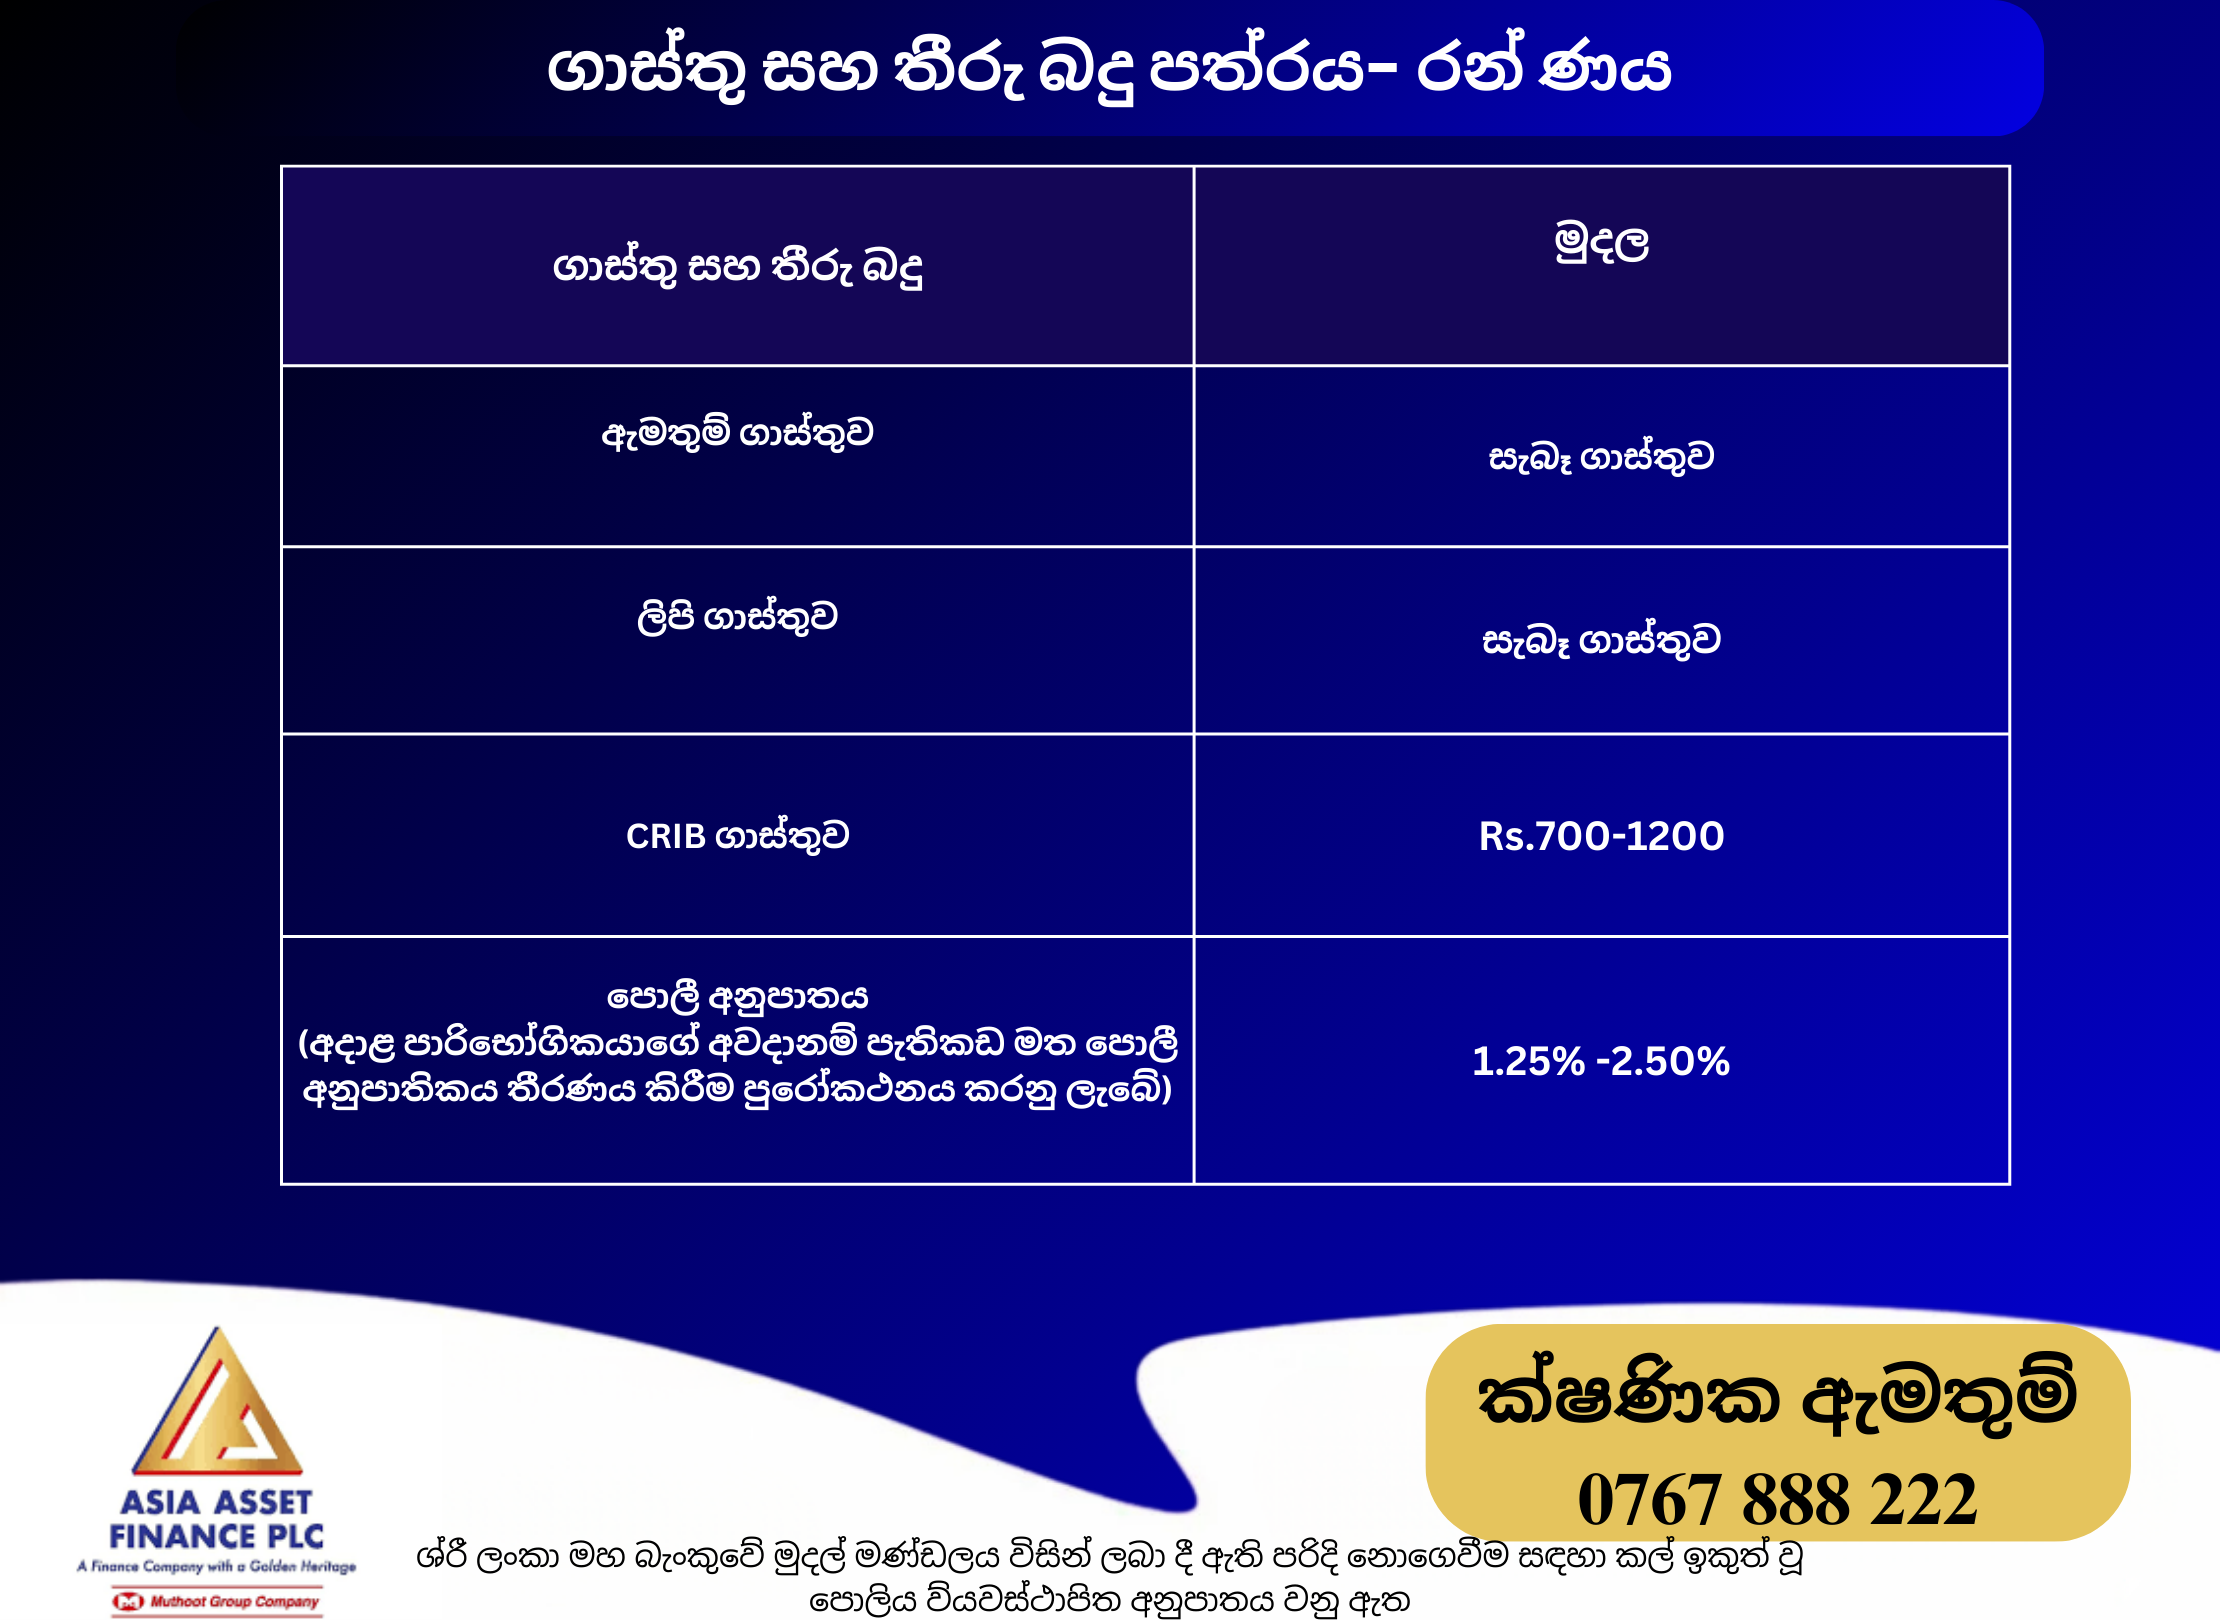 ගාස්තු සහ තීරු බදු පත්රය- රන් ණය
ගාස්තු සහ තීරු බදු
මුදල
ඇමතුම් ගාස්තුව
සැබෑ ගාස්තුව
ලිපි ගාස්තුව
සැබෑ ගාස්තුව
CRIB ගාස්තුව
Rs.700-1200
පොලී අනුපාතය
(අදාළ පාරිභෝගිකයාගේ අවදානම් පැතිකඩ මත පොලී
අනුපාතිකය තීරණය කිරීම පුරෝකථනය කරනු ලැබේ)
1.25% -2.50%
ක්ෂණික ඇමතුම්
0767 888 222
ASIA ASSET
FINANCE PLC
A Finance Company with a Golden Heritage
Muthoot Group Company
ශ්රී ලංකා මහ බැංකුවේ මුදල් මණ්ඩලය විසින් ලබා දී ඇති පරිදි නොගෙවීම සඳහා කල් ඉකුත් වූ
පොලිය ව්යවස්ථාපිත අනුපාතය වනු ඇත